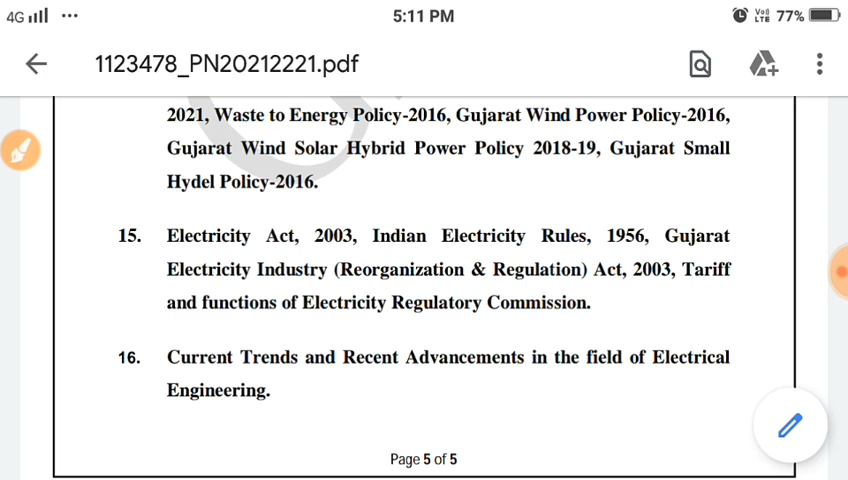 4G
5:11 PM
Vo))
LTE
77%
1123478_PN20212221.pdf
2021, Waste to Energy Policy-2016, Gujarat Wind Power Policy-2016,
Gujarat Wind Solar Hybrid Power Policy 2018-19, Gujarat Small
Hydel Policy-2016.
15. Electricity Act, 2003, Indian Electricity Rules, 1956, Gujarat
Electricity Industry (Reorganization & Regulation) Act, 2003, Tariff
and functions of Electricity Regulatory Commission.
16. Current Trends and Recent Advancements in the field of Electrical
Engineering.
Page 5 of 5